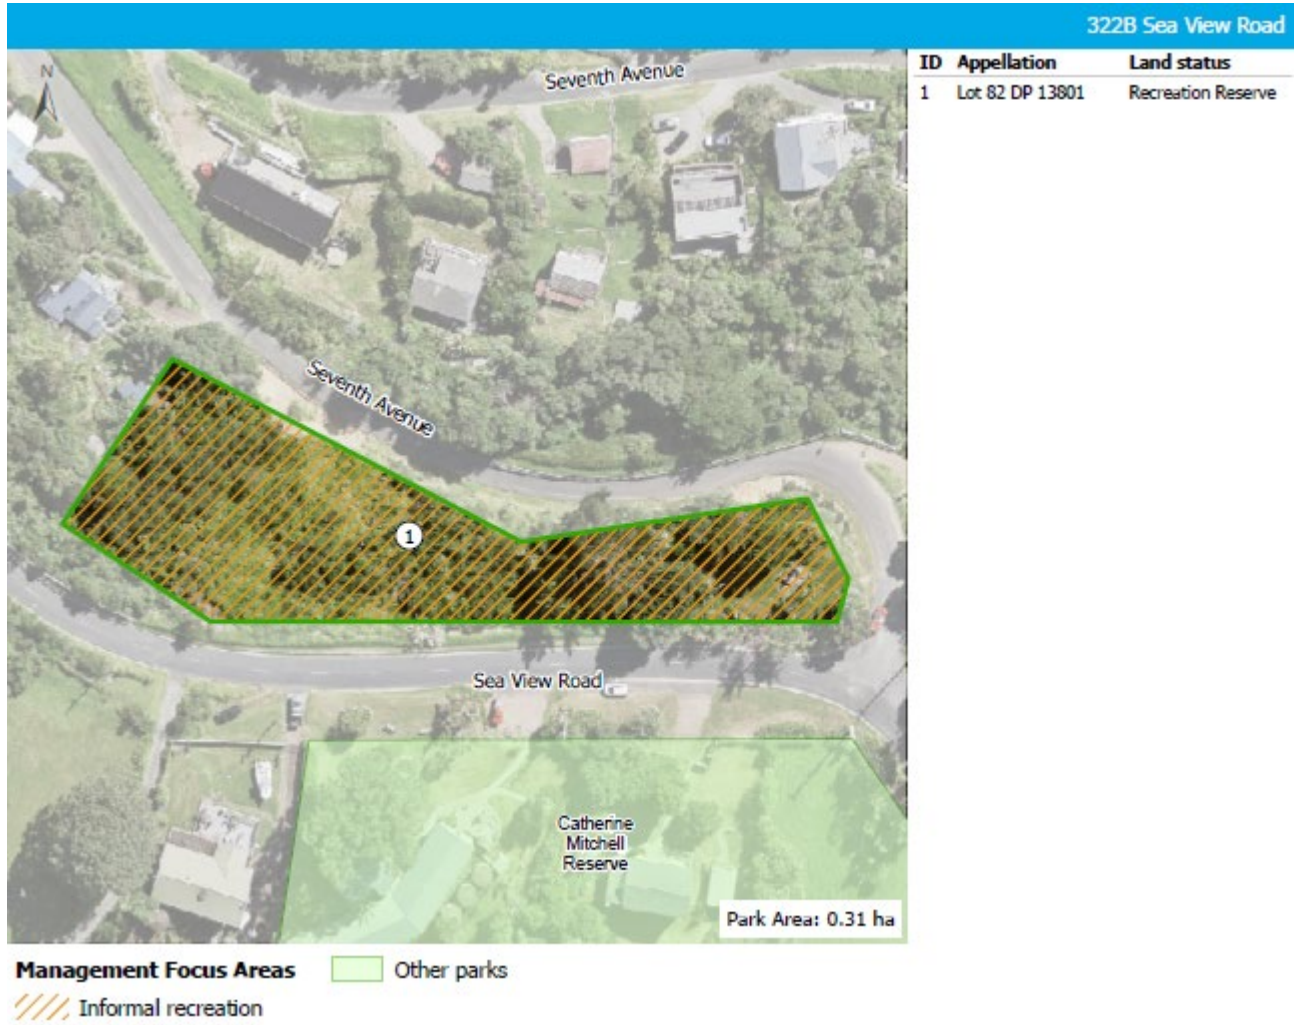 322B Sea View Road
ID Appellation Land status
1 Lot 82 DP 13801 Recreation Reserve
N
Seventh Avenue
Seventh Avenue
1
Sea View Road
Catherine
Mitchell
Reserve
Park Area: 0.31 ha
Management Focus Areas Other parks
Informal recreation